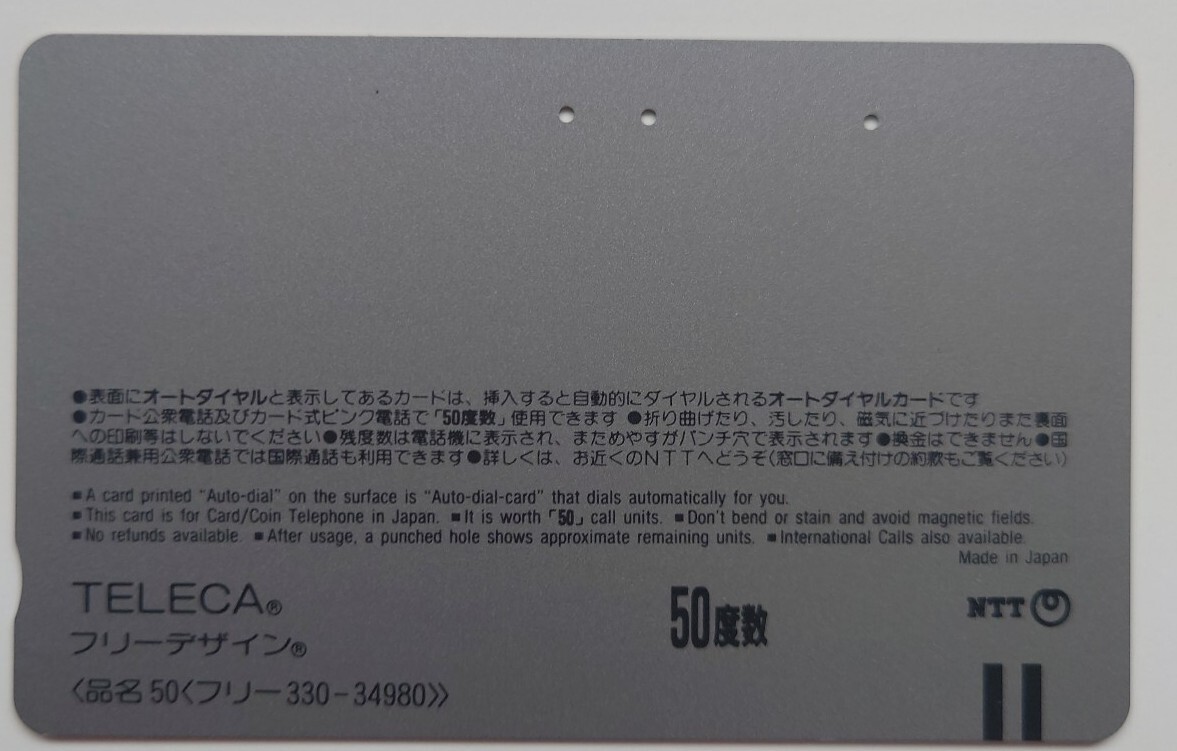 ●表面にオートダイヤルと表示してあるカードは、挿入すると自動的にダイヤルされるオートダイヤルカードです
●カード公衆電話及びカード式ピンク電話で「50度数」使用できます ●折り曲げたり、汚したり、磁気に近づけたりまた裏面
への印刷等はしないでください●残度数は電話機に表示され、まためやすがパンチ穴で表示されます●換金はできません●国
際通話兼用公衆電話では国際通話も利用できます●詳しくは、お近くのNTTへどうぞ(窓口に備え付けの約款もご覧ください)
■A card printed "Auto-dial" on the surface is "Auto-dial-card" that dials automatically for you.
■This card is for Card/Coin Telephone in Japan. ■It is worth「50」call units. ■Don't bend or stain and avoid magnetic fields.
■No refunds available. ■After usage, a punched hole shows approximate remaining units. ■International Calls also available.
Made in Japan
TELECA®
フリーデザイン®
〈品名 50〈フリー330-34980〉〉
50度数
NTT